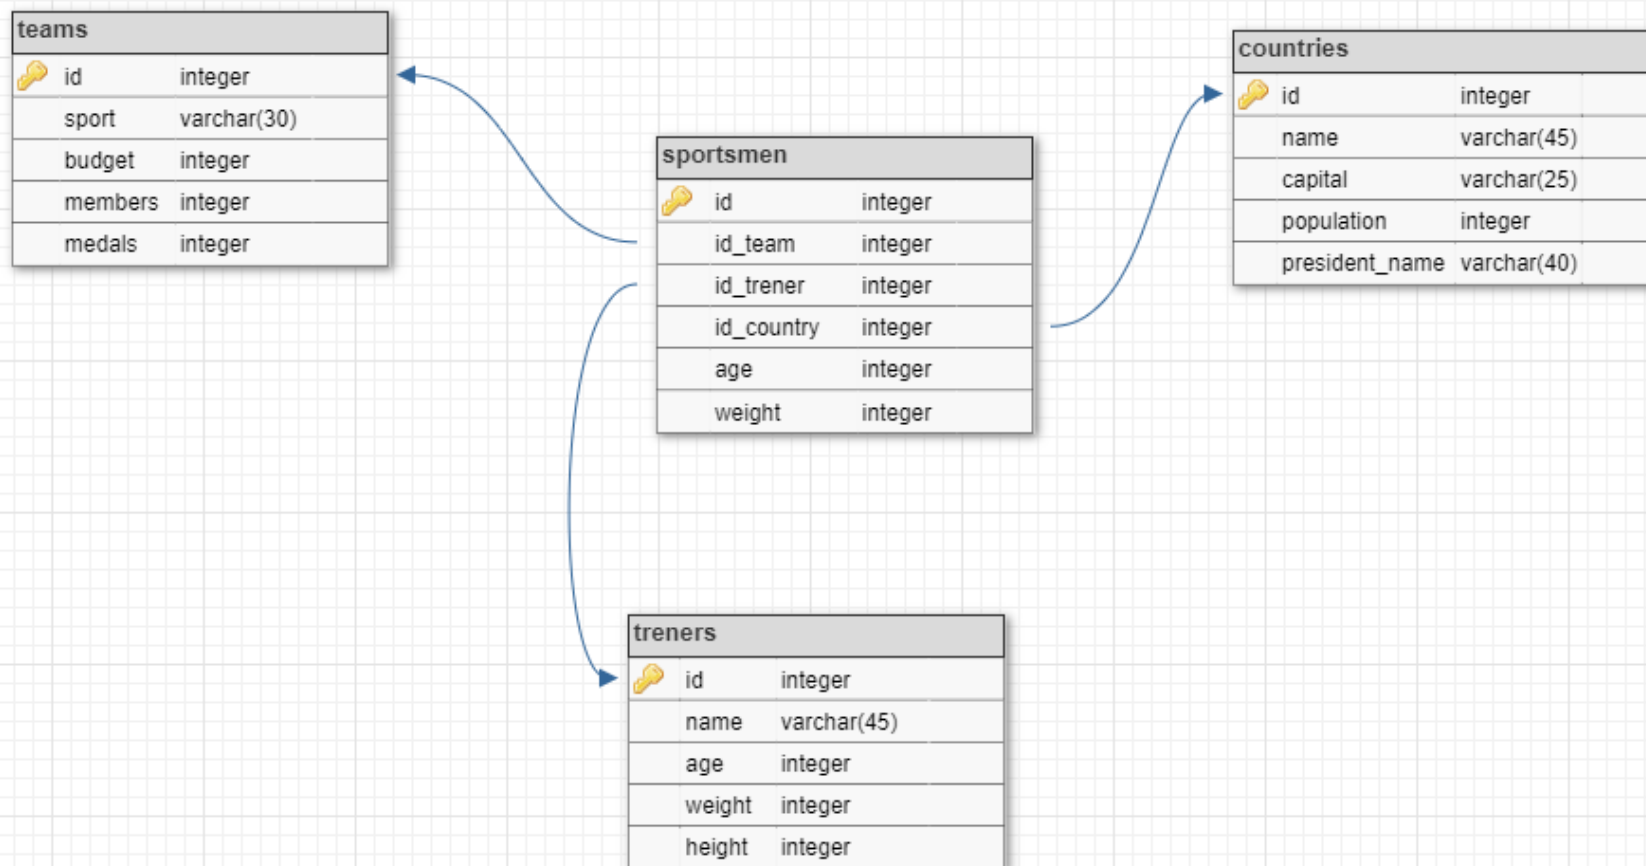 teams
id integer
sport varchar(30)
budget integer
members integer
medals integer
sportsmen
id integer
id_team integer
id_trener integer
id_country integer
age integer
weight integer
countries
id integer
name varchar(45)
capital varchar(25)
population integer
president_name varchar(40)
treners
id integer
name varchar(45)
age integer
weight integer
height integer